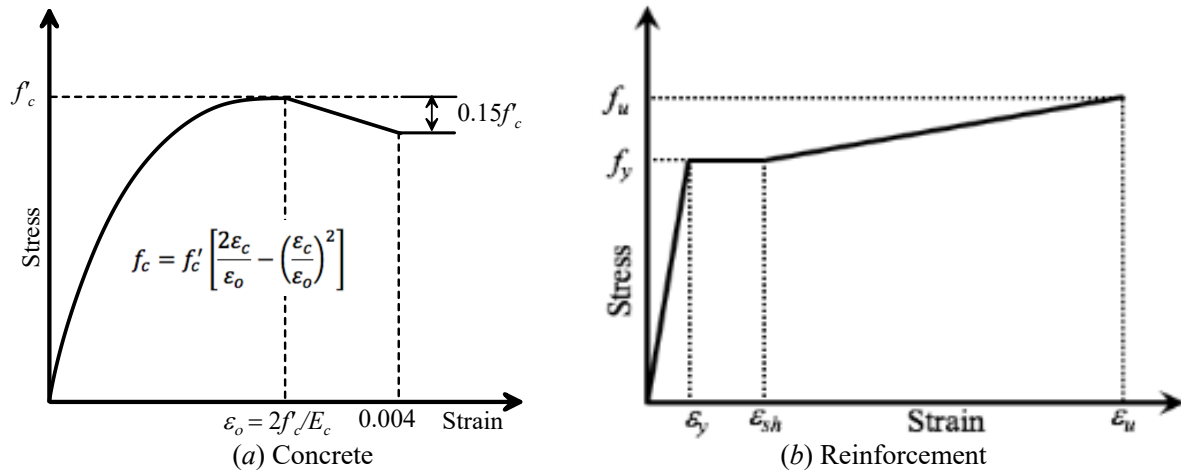 f'c
0.15f'c
Stress
fc = f'c [2εc/εo − (εc/εo)²]
εo = 2f'c/Ec
0.004
Strain
(a) Concrete
fu
fy
Stress
εy
εsh
Strain
εu
(b) Reinforcement